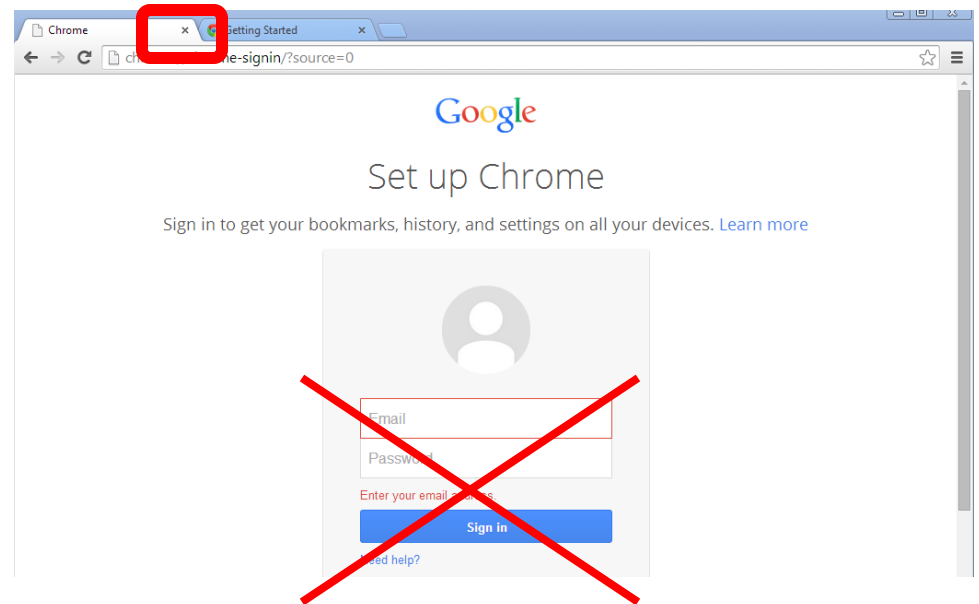 Chrome
Getting Started
-signin/?source=0
Google
Set up Chrome
Sign in to get your bookmarks, history, and settings on all your devices. Learn more
Email
Password
Enter your email address.
Sign in
Need help?